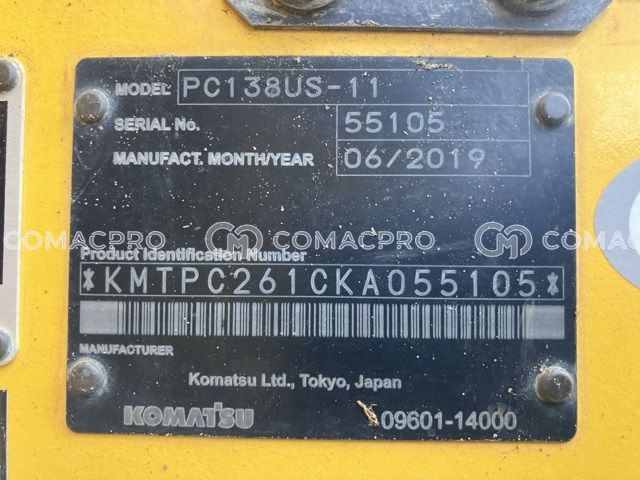 MODEL PC138US-11
SERIAL No. 55105
MANUFACT. MONTH/YEAR 06/2019
COMACPRO COMACPRO COMACPRO
Product Identification Number
*KMTPC261CKA055105*
MANUFACTURER
Komatsu Ltd., Tokyo, Japan
KOMATSU 09601-14000